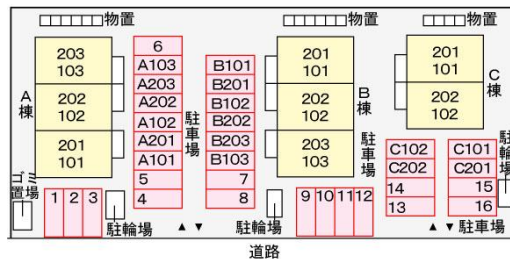 物置
物置
物置
A棟
203
103
202
102
201
101
6
A103
A203
A202
A102
A201
A101
5
4
駐車場
B101
B201
B102
B202
B203
B103
7
8
201
101
202
102
203
103
B棟
駐車場
201
101
202
102
C棟
C102
C202
14
13
C101
C201
15
16
駐輪場
ゴミ置場
1 2 3
駐輪場
▲ ▼
駐輪場
9 10 11 12
▲ ▼
駐車場
道路